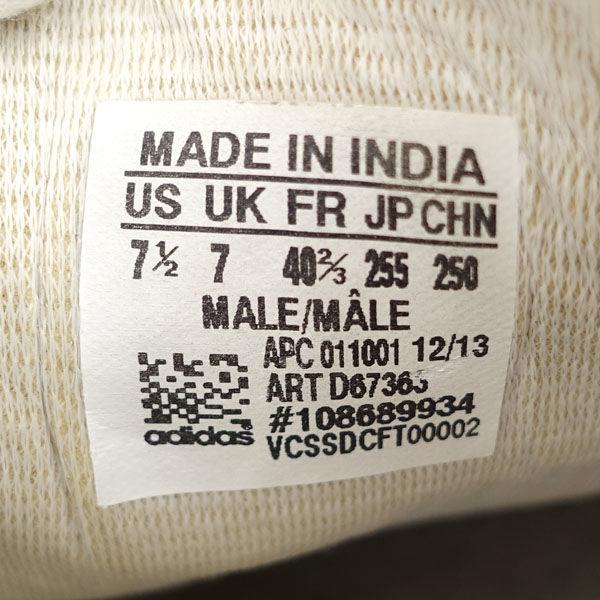 MADE IN INDIA
US UK FR JP CHN
7½ 7 40⅔ 255 250
MALE/MÂLE
APC 011001 12/13
ART
#108689934
VCSSDCFT00002
adidas